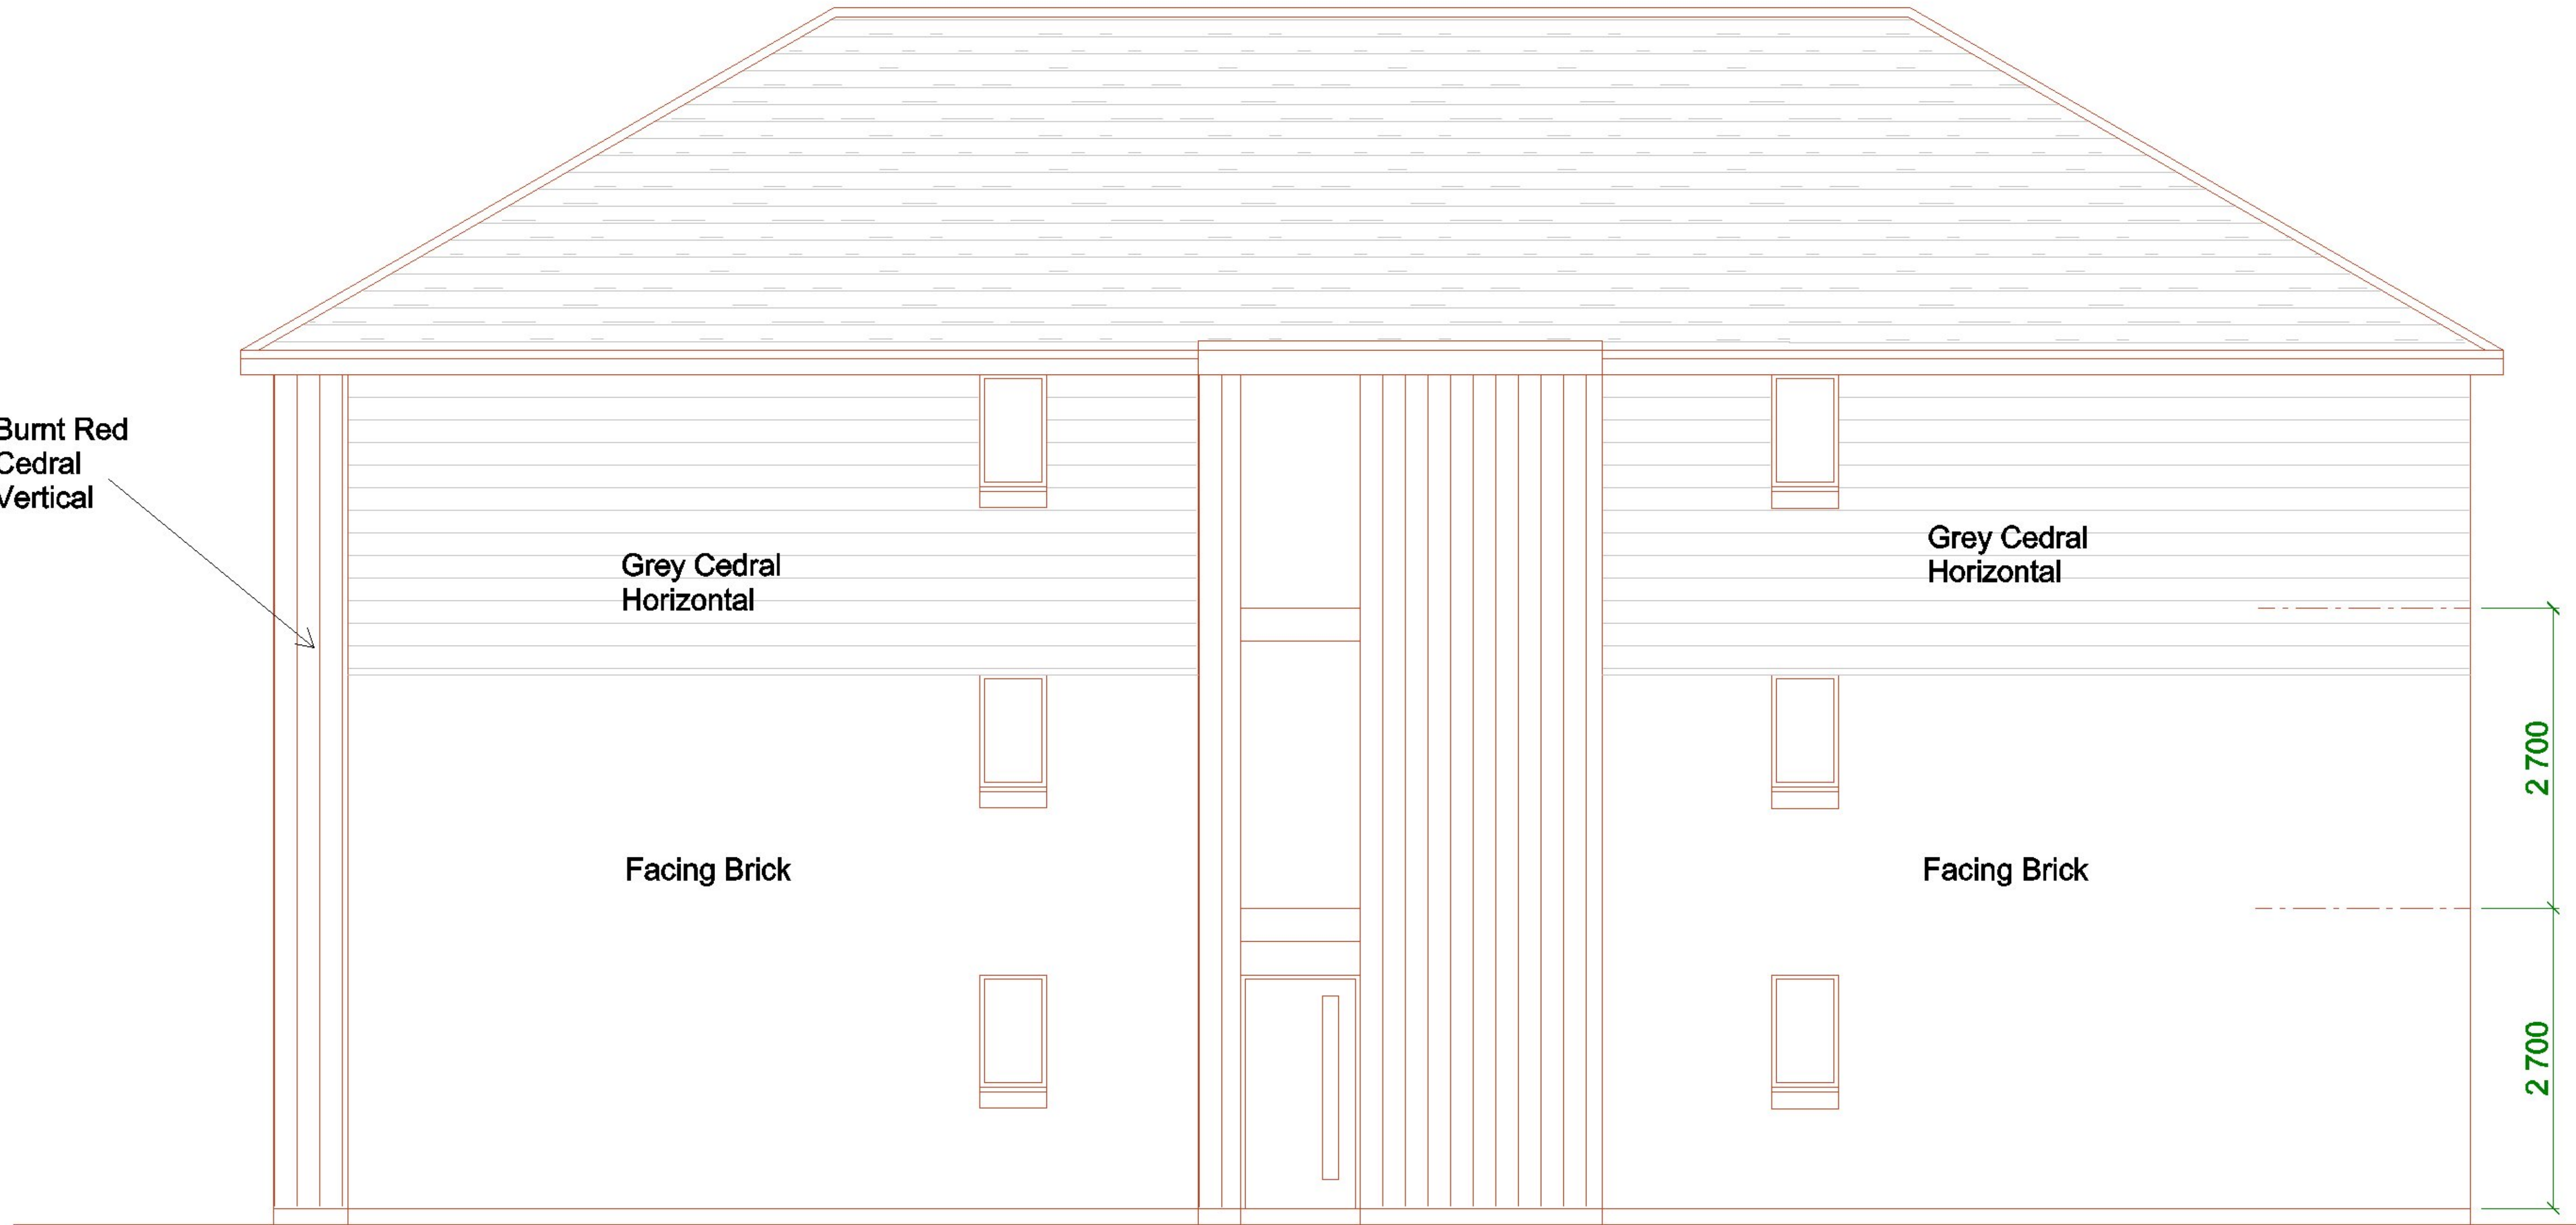 Burnt Red
Cedral
Vertical
Grey Cedral
Horizontal
Grey Cedral
Horizontal
Facing Brick
Facing Brick
2 700
2 700